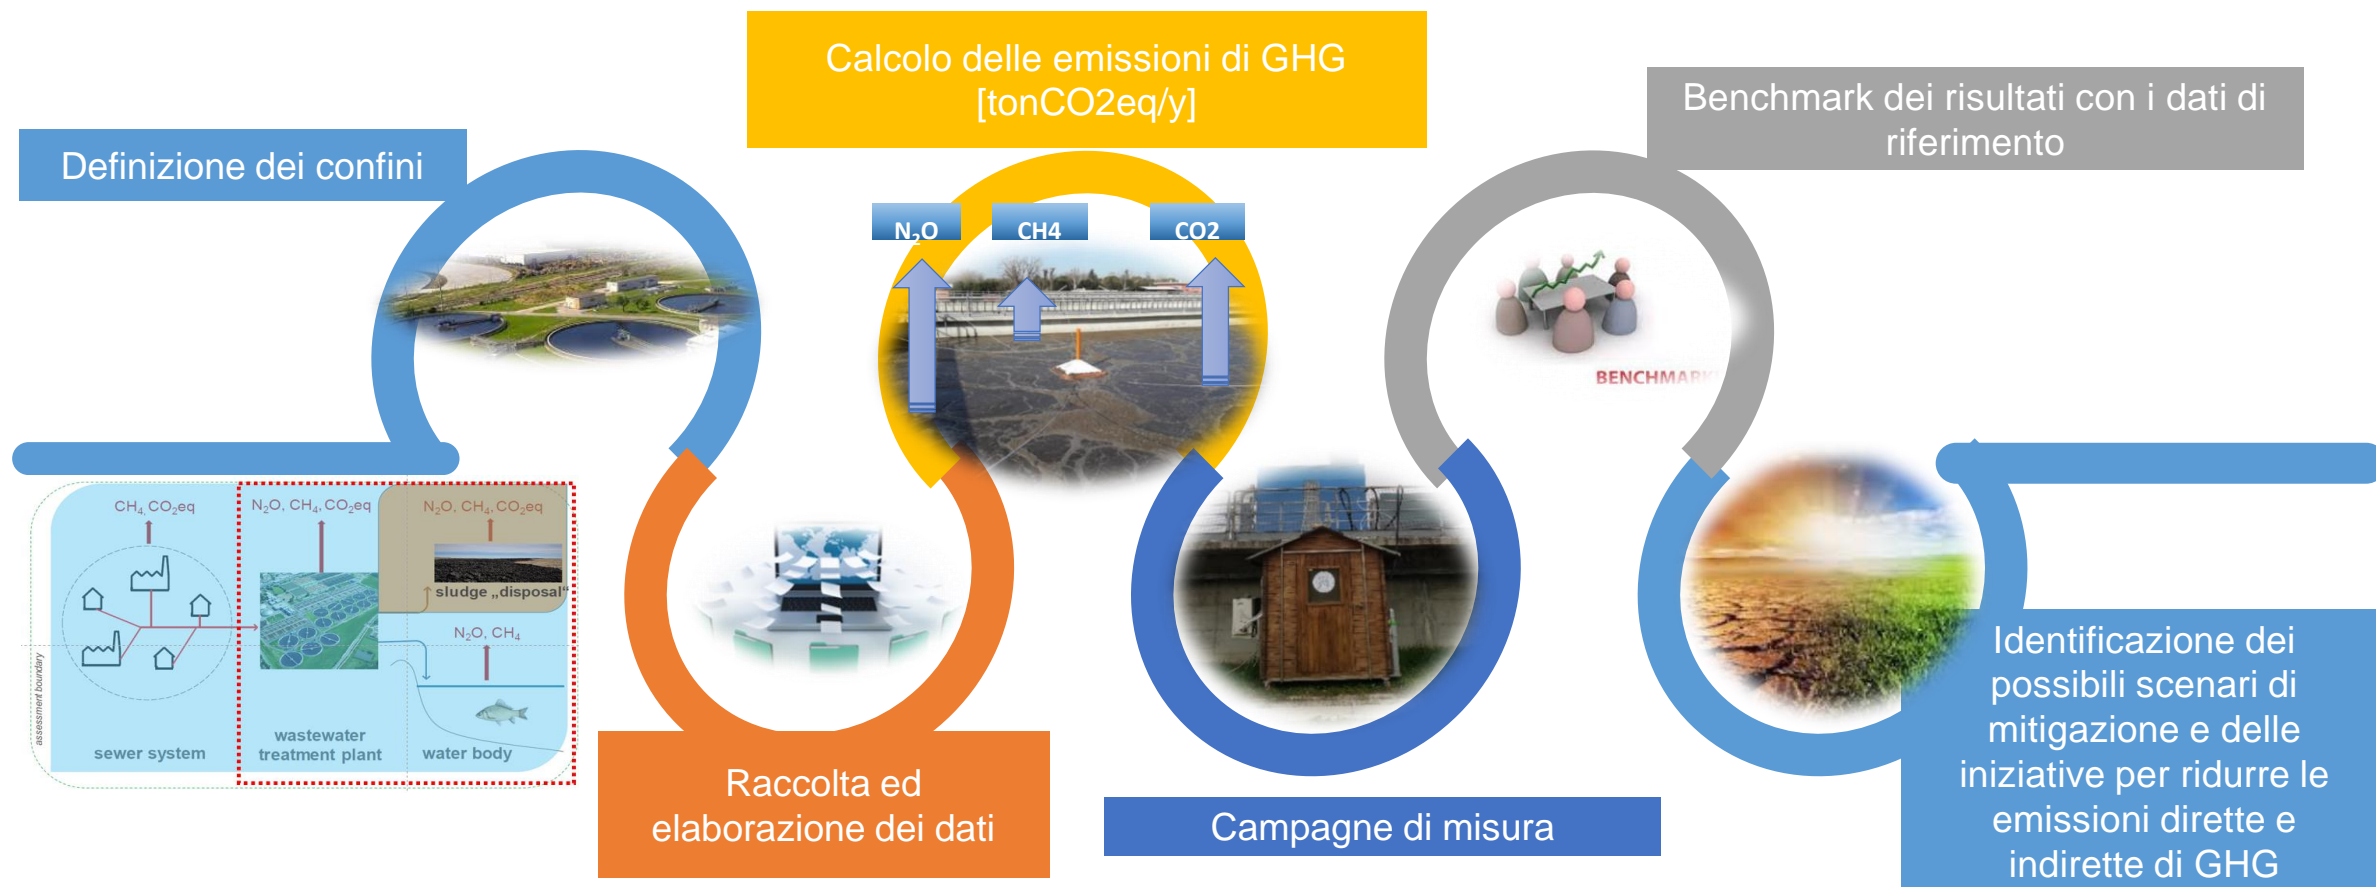 Definizione dei confini
Calcolo delle emissioni di GHG
[tonCO2eq/y]
Benchmark dei risultati con i dati di
riferimento
N₂O
CH4
CO2
BENCHMARK
CH₄, CO₂eq
N₂O, CH₄, CO₂eq
N₂O, CH₄, CO₂eq
sludge „disposal“
N₂O, CH₄
assessment boundary
sewer system
wastewater
treatment plant
water body
Raccolta ed
elaborazione dei dati
Campagne di misura
Identificazione dei
possibili scenari di
mitigazione e delle
iniziative per ridurre le
emissioni dirette e
indirette di GHG